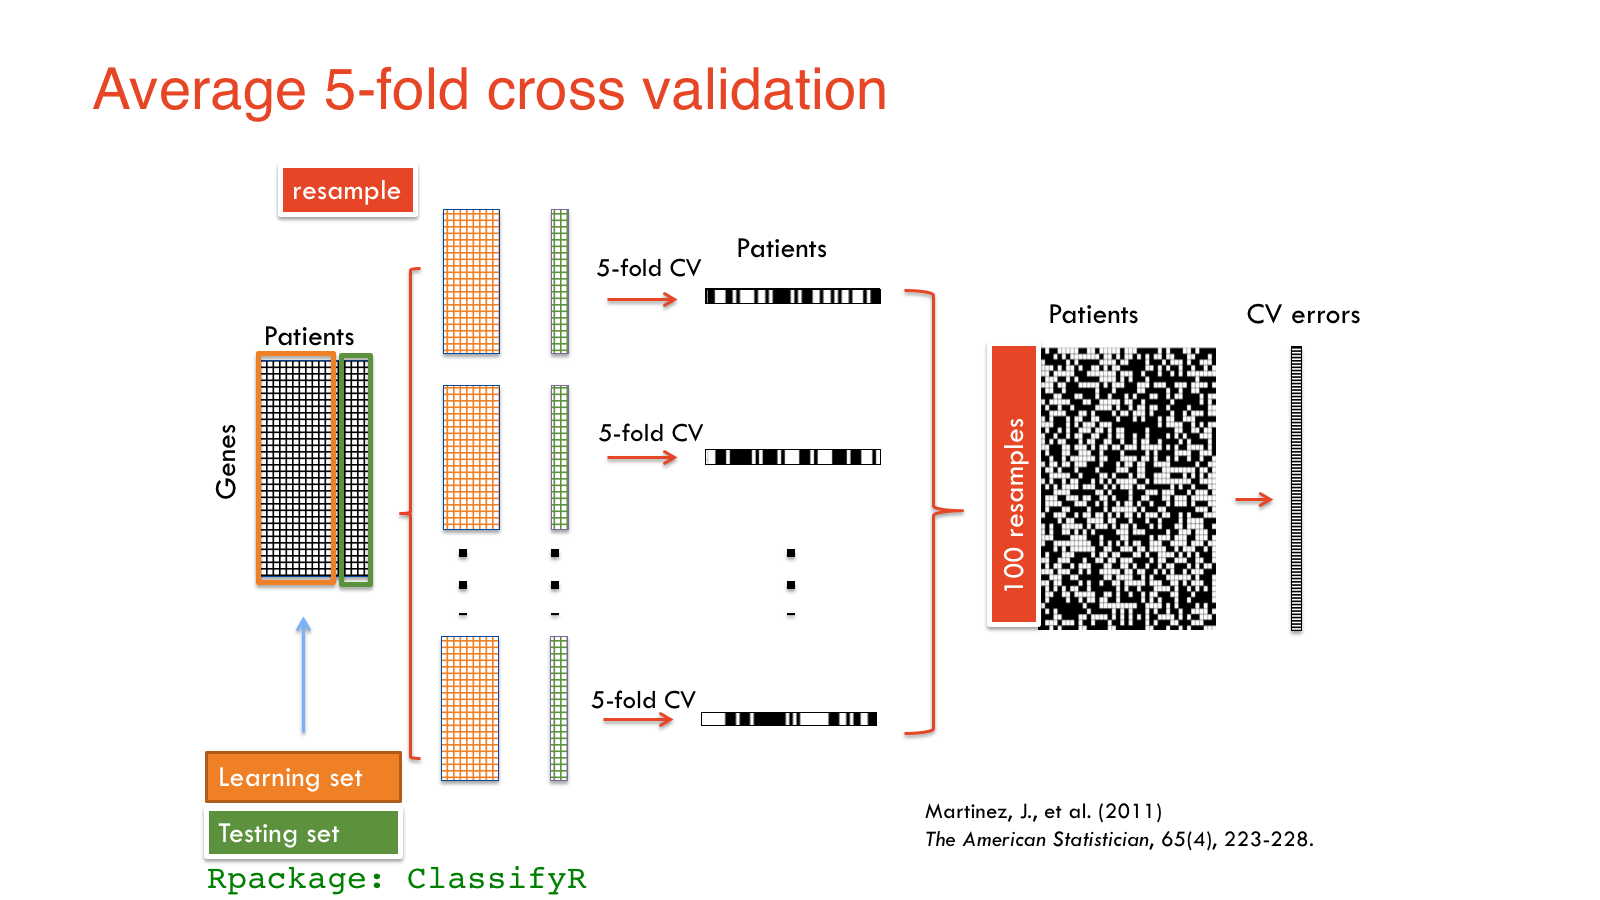 Average 5-fold cross validation
resample
Patients
Genes
5-fold CV
Patients
5-fold CV
5-fold CV
Patients
100 resamples
CV errors
Learning set
Testing set
Rpackage: ClassifyR
Martinez, J., et al. (2011)
The American Statistician, 65(4), 223-228.